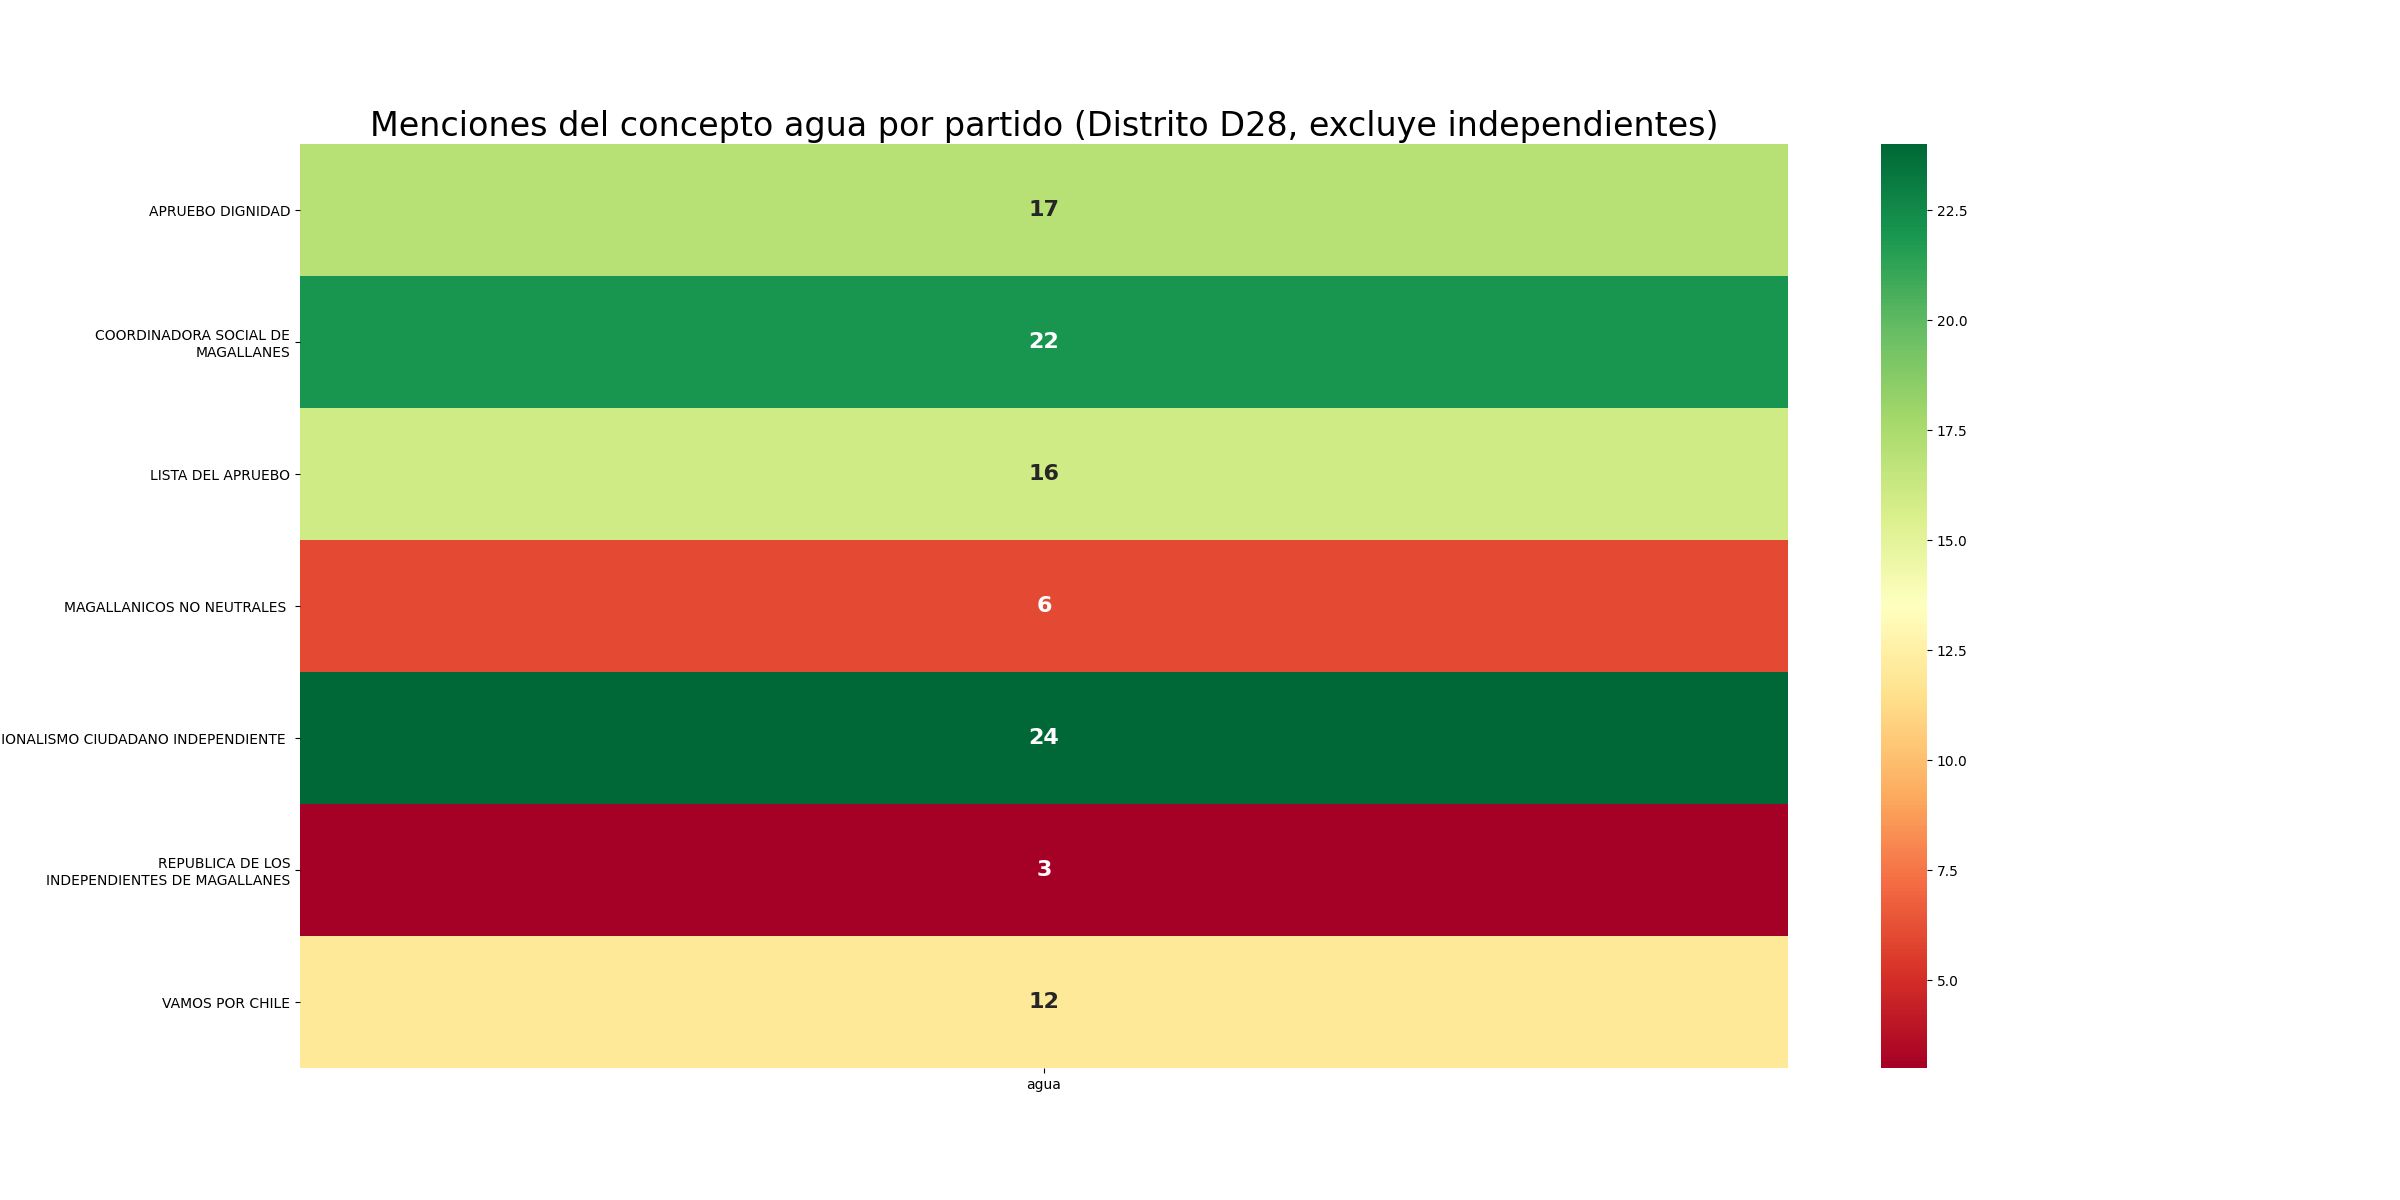 Menciones del concepto agua por partido (Distrito D28, excluye independientes)
APRUEBO DIGNIDAD
17
COORDINADORA SOCIAL DE
MAGALLANES
22
LISTA DEL APRUEBO
16
MAGALLANICOS NO NEUTRALES
6
IONALISMO CIUDADANO INDEPENDIENTE
24
REPUBLICA DE LOS
INDEPENDIENTES DE MAGALLANES
3
VAMOS POR CHILE
12
agua
22.5
20.0
17.5
15.0
12.5
10.0
7.5
5.0